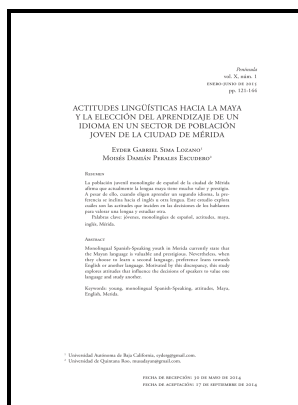 Península
vol. X, núm. 1
enero-junio de 2015
pp. 123-144
ACTITUDES LINGÜÍSTICAS HACIA LA MAYA
Y LA ELECCIÓN DEL APRENDIZAJE DE UN
IDIOMA EN UN SECTOR DE POBLACIÓN
JOVEN DE LA CIUDAD DE MÉRIDA
Eyder Gabriel Sima Lozano¹
Moisés Damián Perales Escudero²
Resumen
La población juvenil monolingüe de español de la ciudad de Mérida
afirma que actualmente la lengua maya tiene mucho valor y prestigio.
A pesar de ello, cuando eligen aprender un segundo idioma, la pre-
ferencia se inclina hacia el inglés u otra lengua. Este estudio explora
cuáles son las actitudes que inciden en las decisiones de los hablantes
para valorar una lengua y estudiar otra.
Palabras clave: jóvenes, monolingües de español, actitudes, maya,
inglés, Mérida.
Abstract
Monolingual Spanish-Speaking youth in Merida currently state that
the Mayan language is valuable and prestigious. Nevertheless, when
they choose to learn a second language, preference leans towards
English or another language. Motivated by this discrepancy, this study
explores attitudes that influence the decisions of speakers to value one
language and study another.
Keywords: young, monolingual Spanish-Speaking, attitudes, Maya,
English, Merida.
¹ Universidad Autónoma de Baja California, eydersg@gmail.com.
² Universidad de Quintana Roo, musadayan@gmail.com.
fecha de recepción: 30 de mayo de 2014
fecha de aceptación: 17 de septiembre de 2014